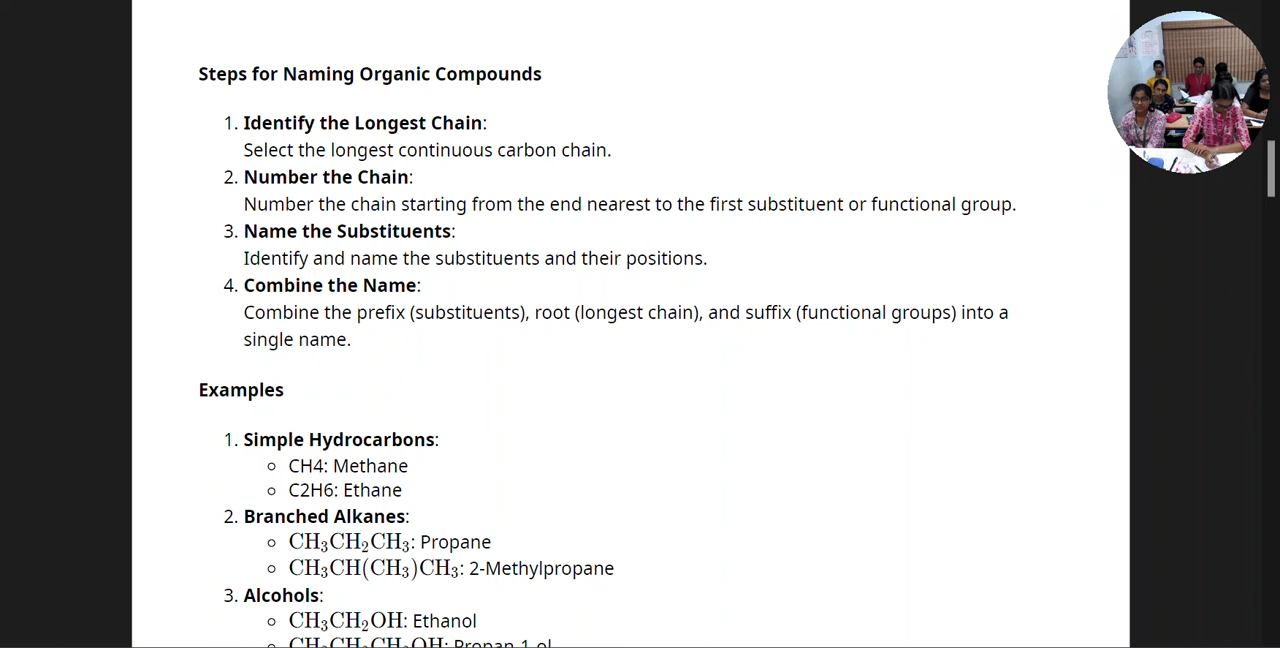 Steps for Naming Organic Compounds
1. Identify the Longest Chain:
Select the longest continuous carbon chain.
2. Number the Chain:
Number the chain starting from the end nearest to the first substituent or functional group.
3. Name the Substituents:
Identify and name the substituents and their positions.
4. Combine the Name:
Combine the prefix (substituents), root (longest chain), and suffix (functional groups) into a
single name.
Examples
1. Simple Hydrocarbons:
○ CH4: Methane
○ C2H6: Ethane
2. Branched Alkanes:
○ CH₃CH₂CH₃: Propane
○ CH₃CH(CH₃)CH₃: 2-Methylpropane
3. Alcohols:
○ CH₃CH₂OH: Ethanol
○ CH₃CH₂CH₂OH: Propan-1-ol